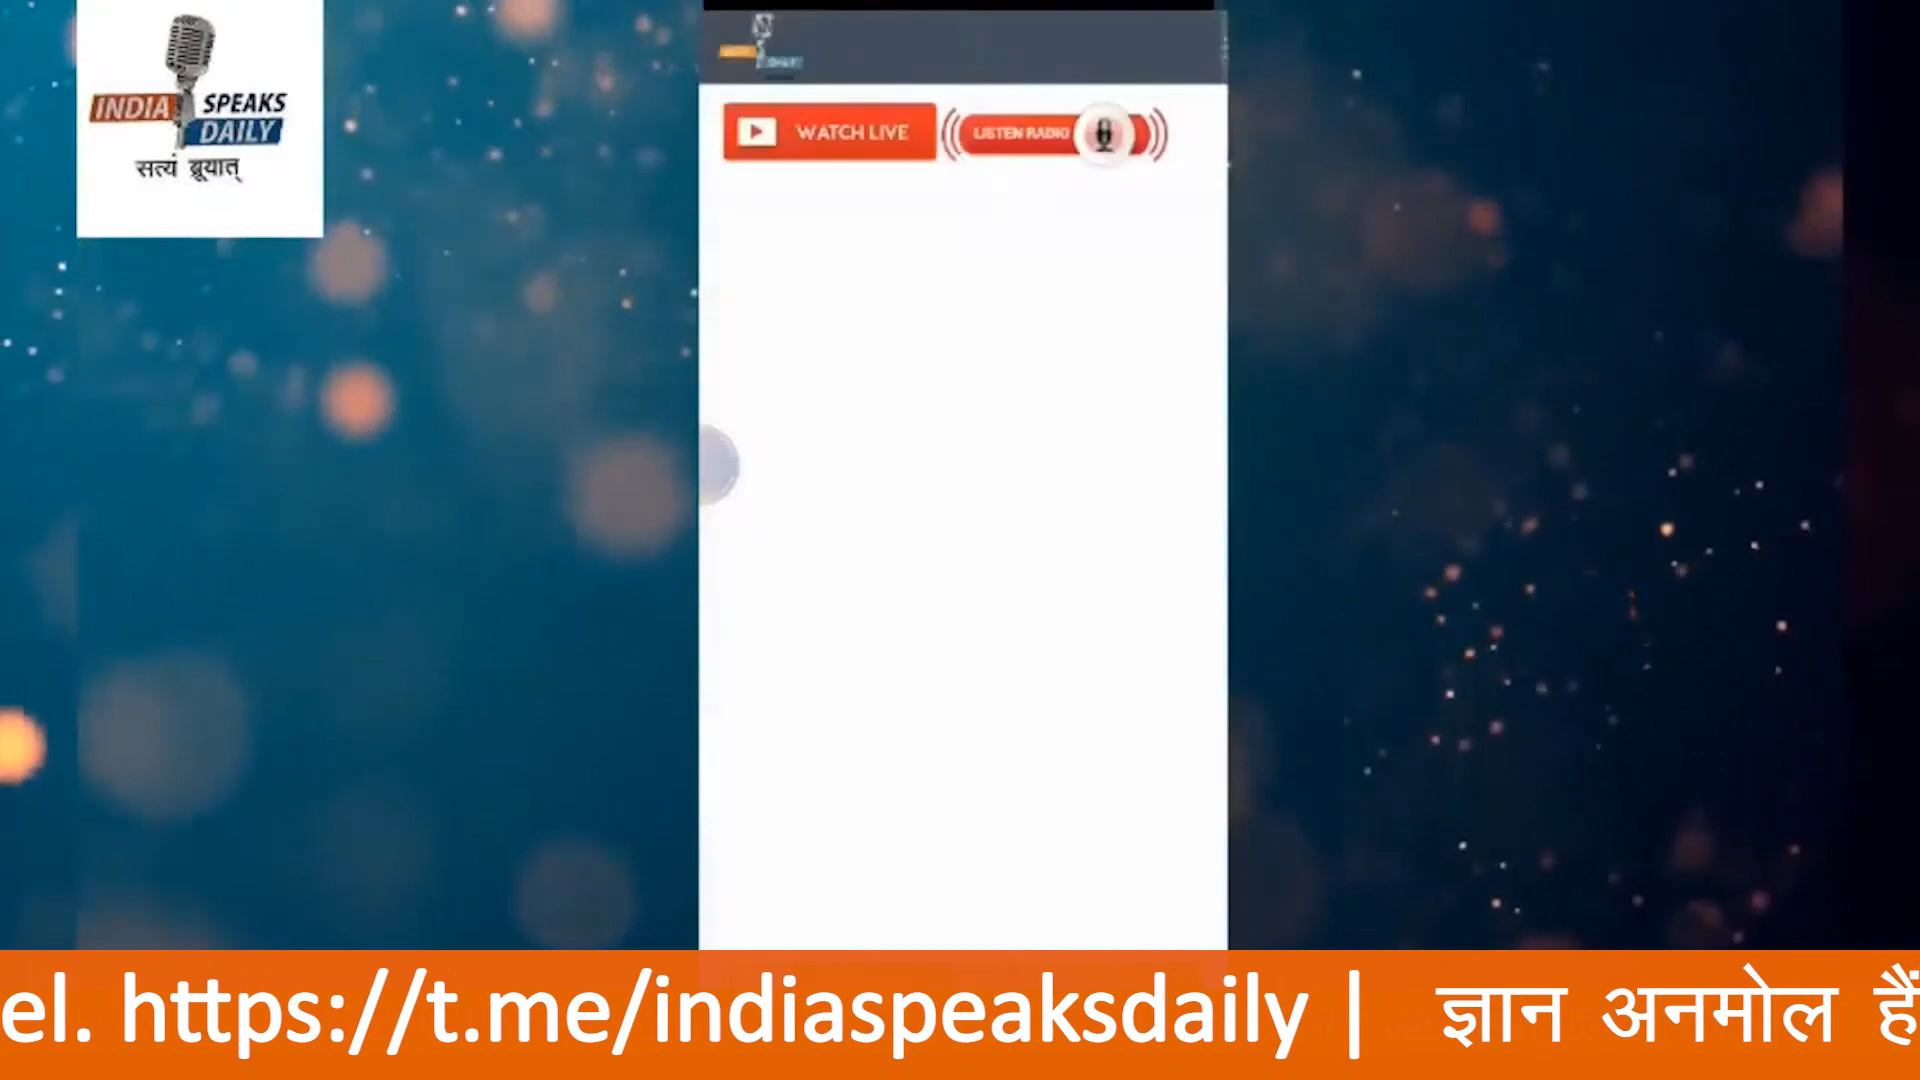 INDIA SPEAKS
DAILY
सत्यं ब्रूयात्
WATCH LIVE
LISTEN RADIO
el. https://t.me/indiaspeaksdaily | ज्ञान अनमोल हैं